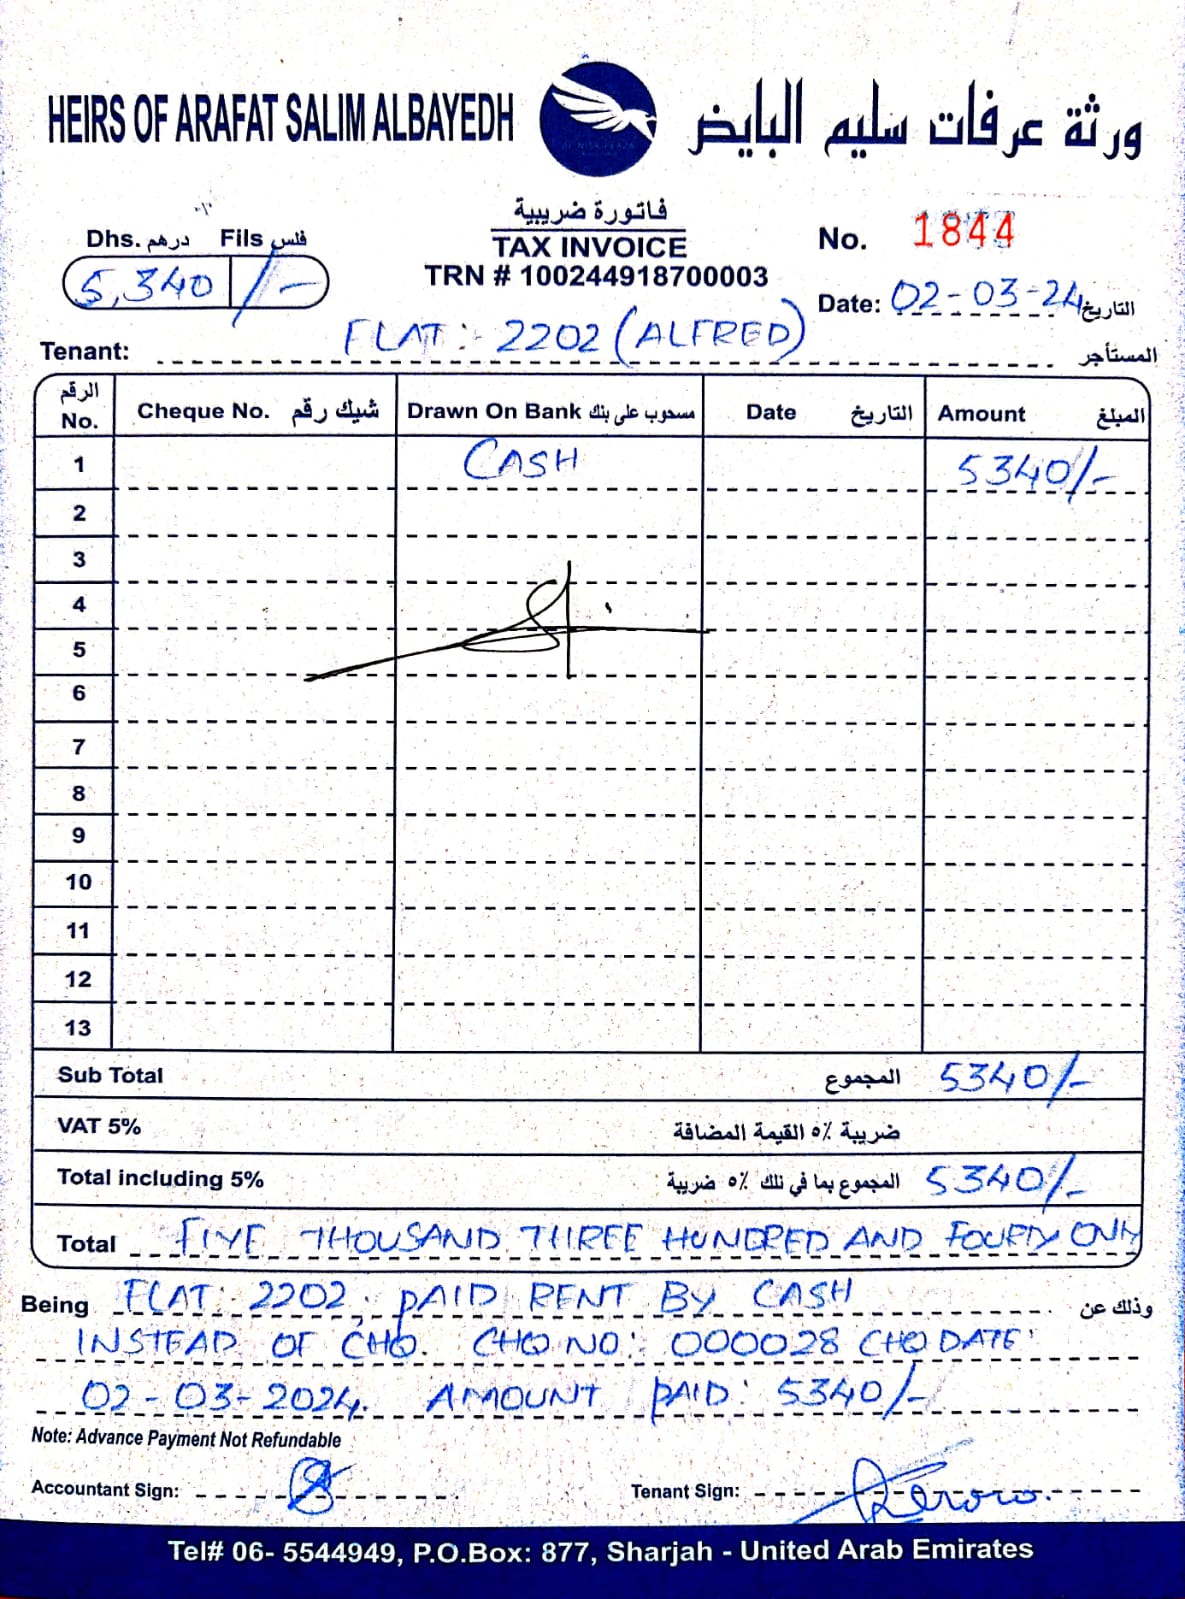 HEIRS OF ARAFAT SALIM ALBAYEDH
ورثة عرفات سليم البايض
فاتورة ضريبية
TAX INVOICE
TRN # 100244918700003
Dhs. درهم Fils فلس
5,340 /-
No. 1844
Date: 02-03-24 التاريخ
Tenant: FLAT:- 2202 (ALFRED) المستأجر
الرقم No. Cheque No. شيك رقم Drawn On Bank مسحوب على بنك Date التاريخ Amount المبلغ
1 CASH 5340/-
2
3
4
5
6
7
8
9
10
11
12
13
Sub Total المجموع 5340/-
VAT 5% ضريبة ٥٪ القيمة المضافة
Total including 5% المجموع بما في ذلك ٥٪ ضريبة 5340/-
Total FIVE THOUSAND THREE HUNDRED AND FOURTY ONLY
Being FLAT:- 2202. PAID RENT BY CASH وذلك عن
INSTEAD OF CHQ. CHQ NO:- 000028 CHQ DATE:
02-03-2024. AMOUNT PAID: 5340/-
Note: Advance Payment Not Refundable
Accountant Sign:
Tenant Sign:
Tel# 06- 5544949, P.O.Box: 877, Sharjah - United Arab Emirates